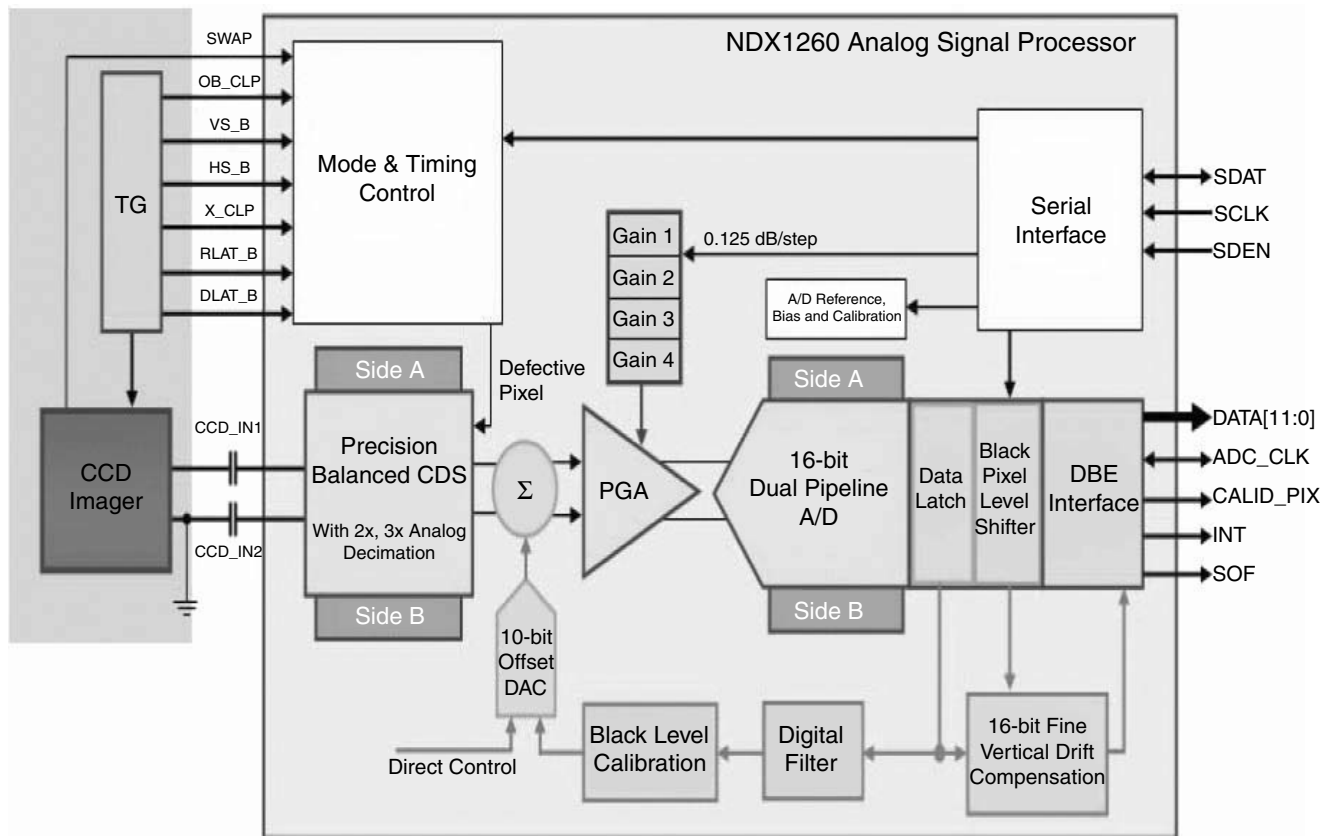 NDX1260 Analog Signal Processor
SWAP
OB_CLP
VS_B
HS_B
X_CLP
RLAT_B
DLAT_B
TG
Mode & Timing
Control
Serial
Interface
SDAT
SCLK
SDEN
Gain 1
Gain 2
Gain 3
Gain 4
0.125 dB/step
A/D Reference,
Bias and Calibration
Defective
Pixel
CCD
Imager
CCD_IN1
CCD_IN2
Side A
Precision
Balanced CDS
With 2x, 3x Analog
Decimation
Side B
Σ
PGA
Side A
16-bit
Dual Pipeline
A/D
Side B
Data
Latch
Black
Pixel
Level
Shifter
DBE
Interface
DATA[11:0]
ADC_CLK
CALID_PIX
INT
SOF
10-bit
Offset
DAC
Direct Control
Black Level
Calibration
Digital
Filter
16-bit Fine
Vertical Drift
Compensation